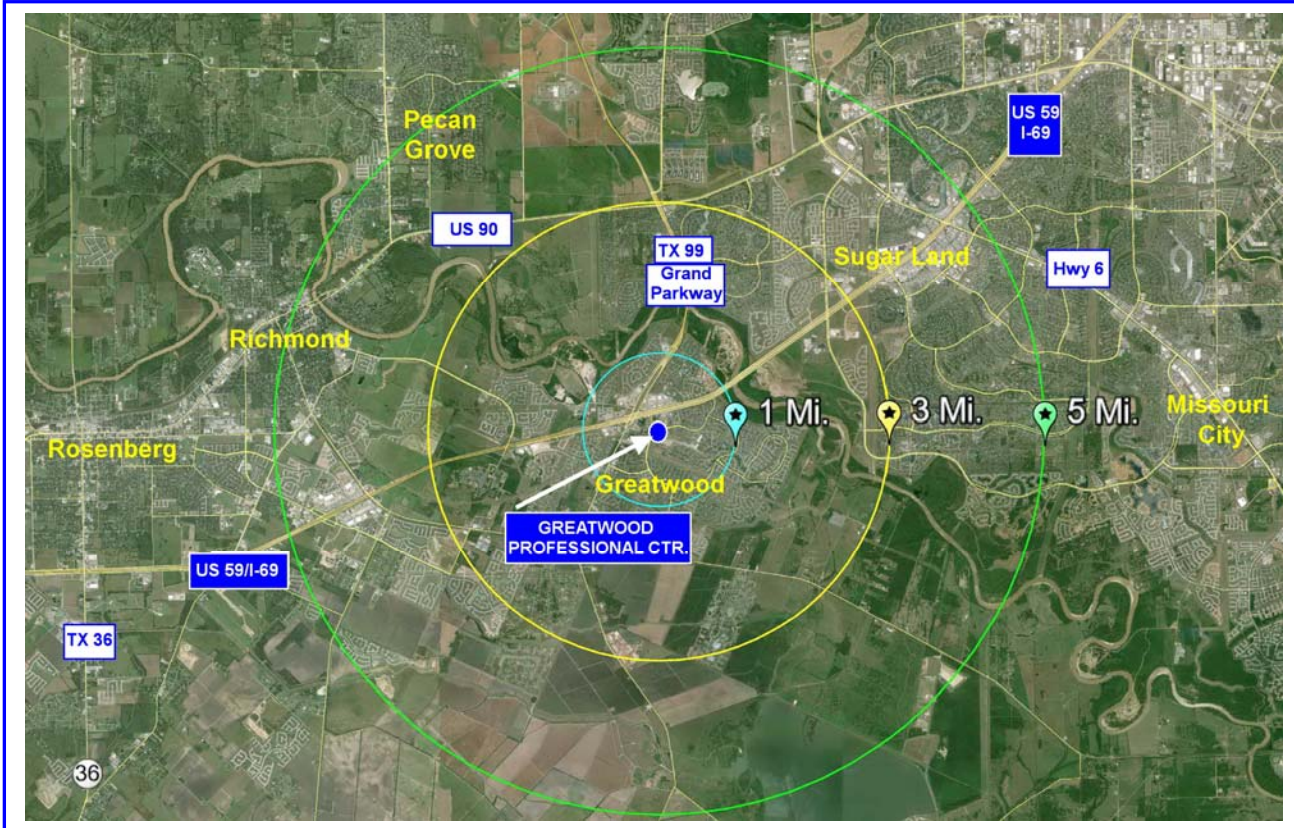 US 59
I-69
Pecan
Grove
US 90
TX 99
Grand
Parkway
Sugar Land
Hwy 6
Richmond
1 Mi.
3 Mi.
5 Mi.
Missouri
City
Rosenberg
Greatwood
GREATWOOD
PROFESSIONAL CTR.
US 59/I-69
TX 36
36